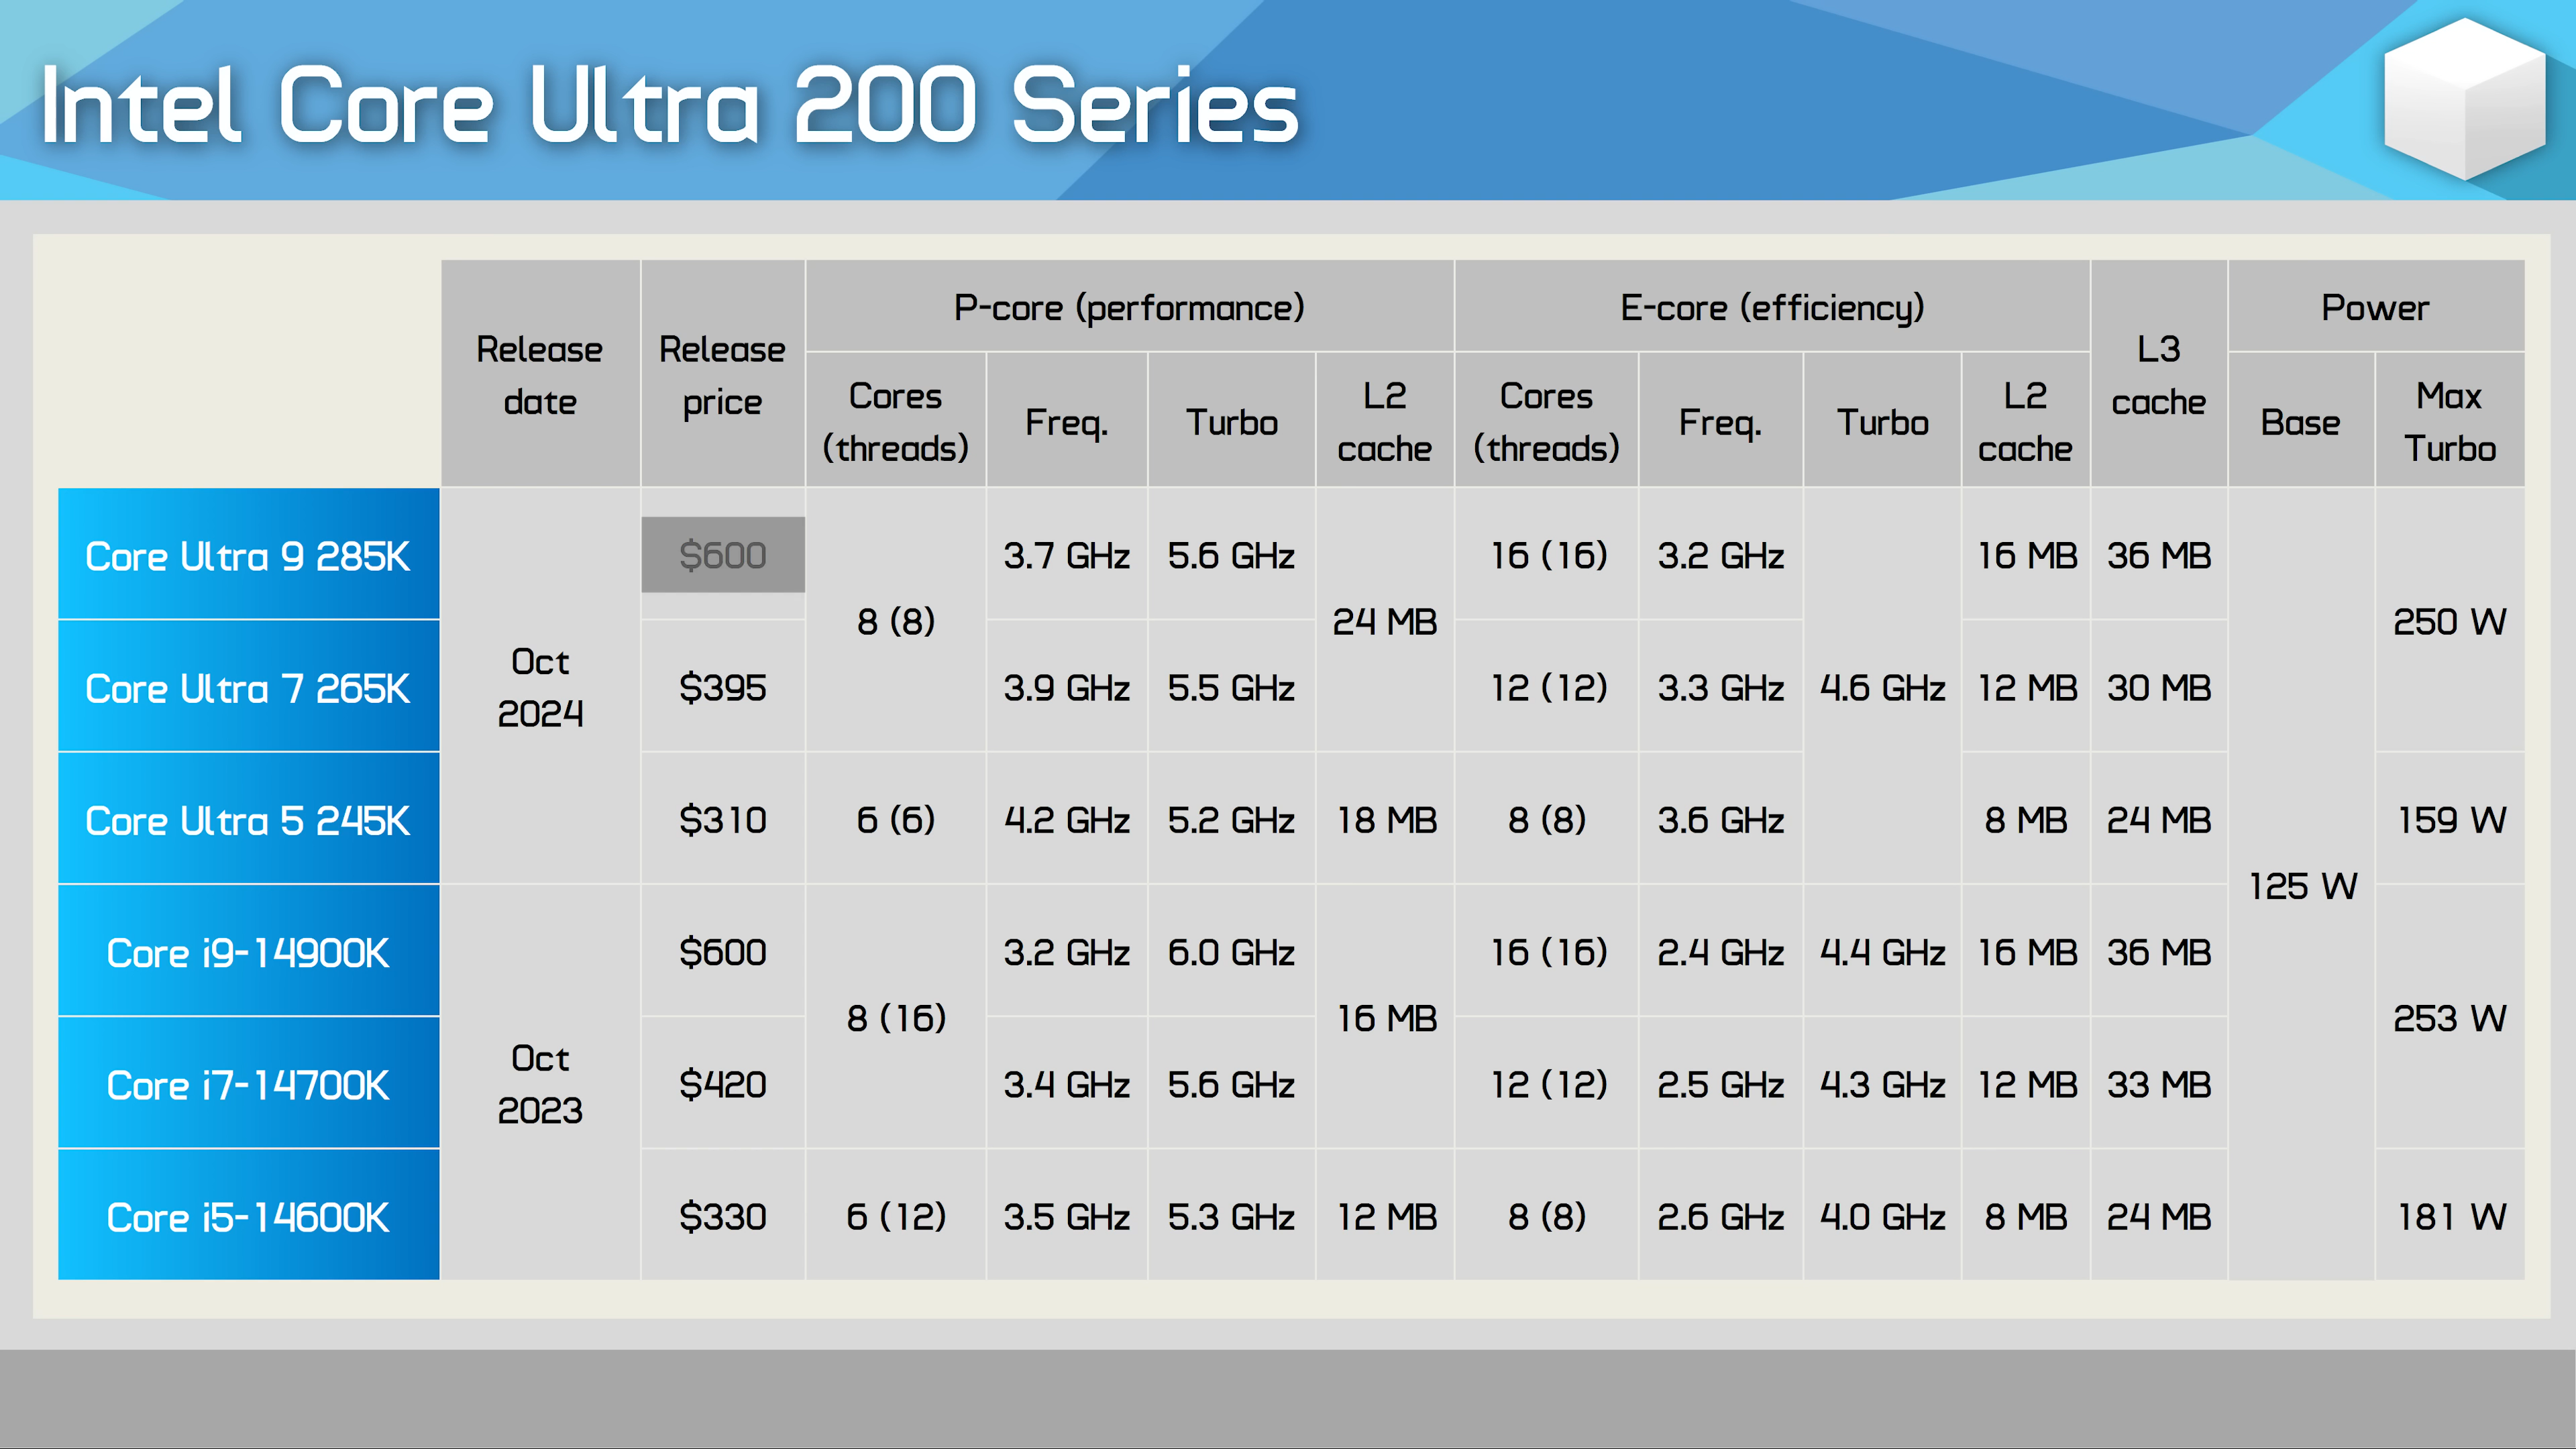 Intel Core Ultra 200 Series
Release date
Release price
P-core (performance)
E-core (efficiency)
L3 cache
Power
Cores (threads)
Freq.
Turbo
L2 cache
Cores (threads)
Freq.
Turbo
L2 cache
Base
Max Turbo
Core Ultra 9 285K
Oct 2024
$600
8 (8)
3.7 GHz
5.6 GHz
24 MB
16 (16)
3.2 GHz
4.6 GHz
16 MB
36 MB
125 W
250 W
Core Ultra 7 265K
$395
3.9 GHz
5.5 GHz
12 (12)
3.3 GHz
12 MB
30 MB
Core Ultra 5 245K
$310
6 (6)
4.2 GHz
5.2 GHz
18 MB
8 (8)
3.6 GHz
8 MB
24 MB
159 W
Core i9-14900K
Oct 2023
$600
8 (16)
3.2 GHz
6.0 GHz
16 MB
16 (16)
2.4 GHz
4.4 GHz
16 MB
36 MB
253 W
Core i7-14700K
$420
3.4 GHz
5.6 GHz
12 (12)
2.5 GHz
4.3 GHz
12 MB
33 MB
Core i5-14600K
$330
6 (12)
3.5 GHz
5.3 GHz
12 MB
8 (8)
2.6 GHz
4.0 GHz
8 MB
24 MB
181 W